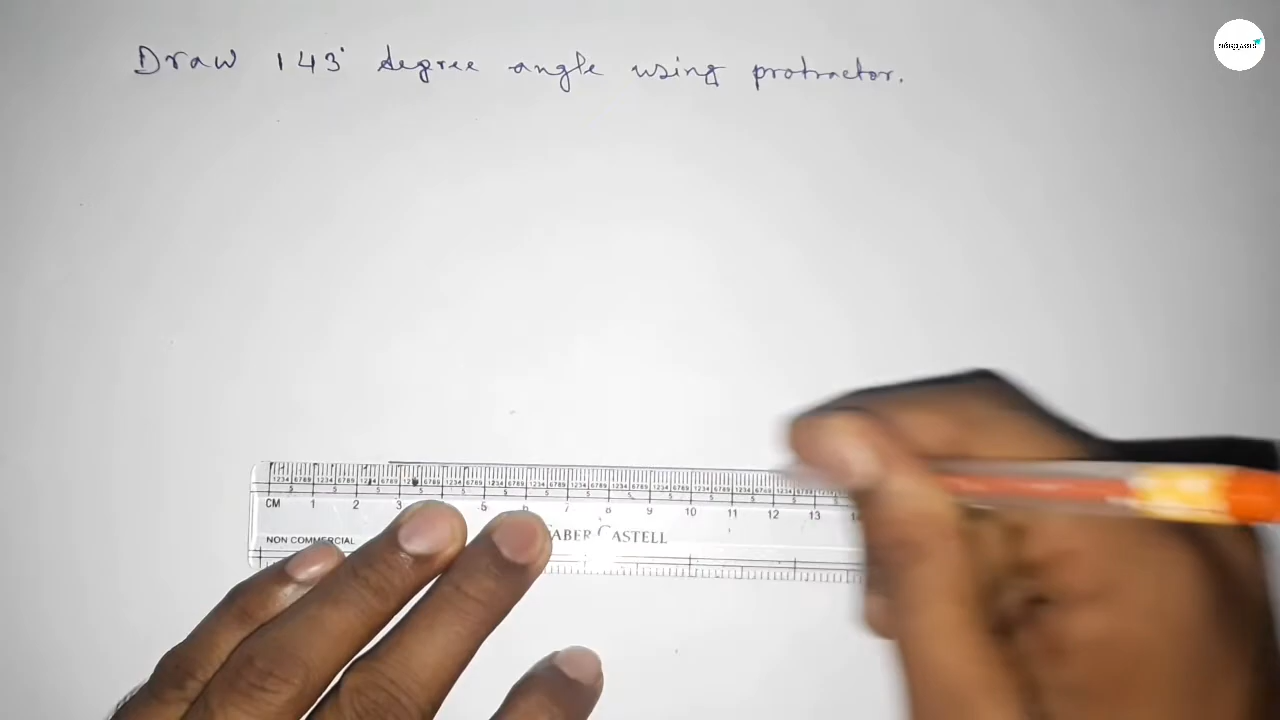 Draw 143° degree angle using protractor.
CM 1 2 3 5 6 7 8 9 10 11 12 13
FABER CASTELL
NON COMMERCIAL